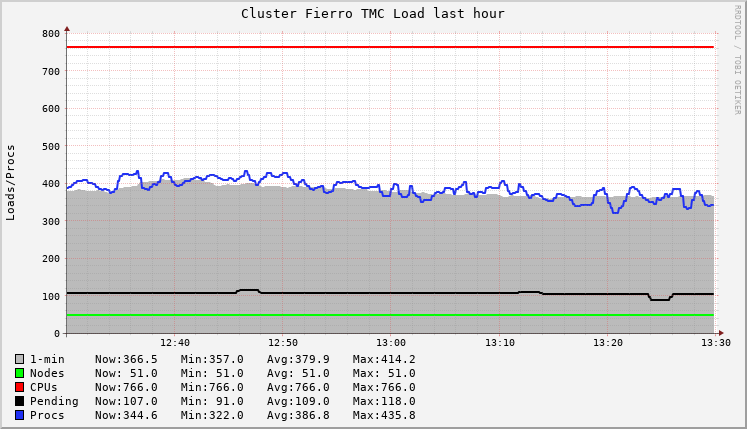 Cluster Fierro TMC Load last hour
RRDTOOL / TOBI OETIKER
Loads/Procs
800
700
600
500
400
300
200
100
0
12:40 12:50 13:00 13:10 13:20 13:30
1-min Now:366.5 Min:357.0 Avg:379.9 Max:414.2
Nodes Now: 51.0 Min: 51.0 Avg: 51.0 Max: 51.0
CPUs Now:766.0 Min:766.0 Avg:766.0 Max:766.0
Pending Now:107.0 Min: 91.0 Avg:109.0 Max:118.0
Procs Now:344.6 Min:322.0 Avg:386.8 Max:435.8